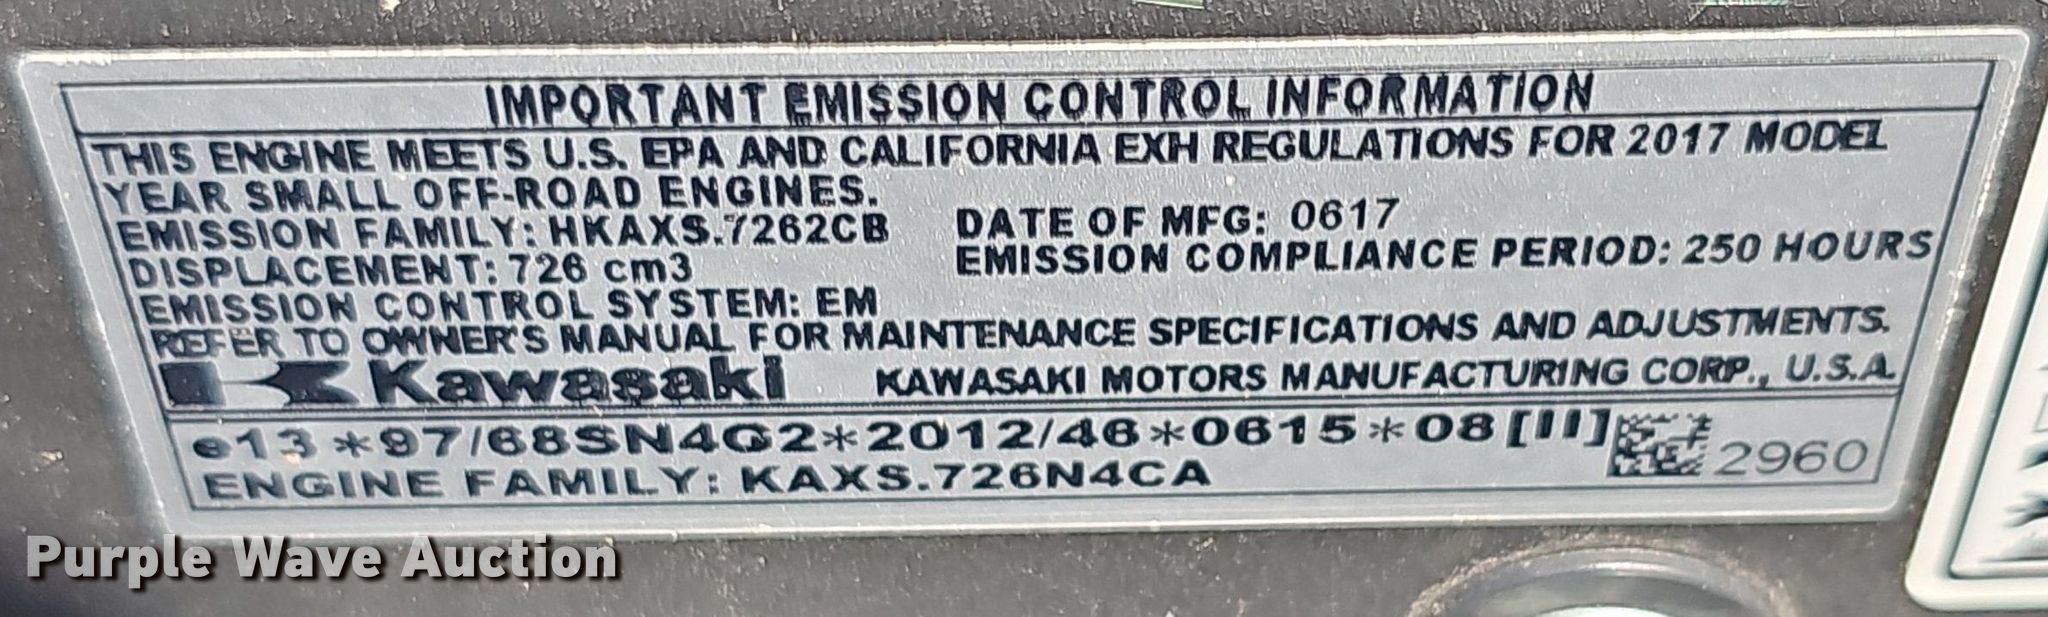 IMPORTANT EMISSION CONTROL INFORMATION
THIS ENGINE MEETS U.S. EPA AND CALIFORNIA EXH REGULATIONS FOR 2017 MODEL
YEAR SMALL OFF-ROAD ENGINES.
EMISSION FAMILY: HKAXS.7262CB DATE OF MFG: 0617
DISPLACEMENT: 726 cm3 EMISSION COMPLIANCE PERIOD: 250 HOURS
EMISSION CONTROL SYSTEM: EM
REFER TO OWNER'S MANUAL FOR MAINTENANCE SPECIFICATIONS AND ADJUSTMENTS.
Kawasaki KAWASAKI MOTORS MANUFACTURING CORP., U.S.A.
e13*97/68SN4G2*2012/46*0615*08[II] 2960
ENGINE FAMILY: KAXS.726N4CA
Purple Wave Auction